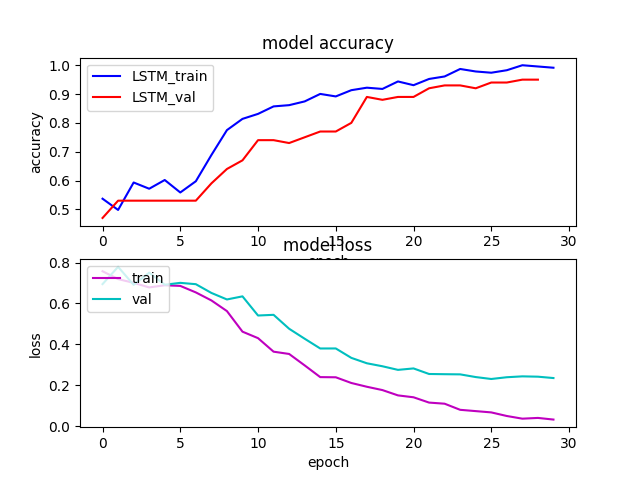 model accuracy
LSTM_train
LSTM_val
accuracy
1.0
0.9
0.8
0.7
0.6
0.5
0 5 10 15 20 25 30
epoch
model loss
train
val
loss
0.8
0.6
0.4
0.2
0.0
0 5 10 15 20 25 30
epoch